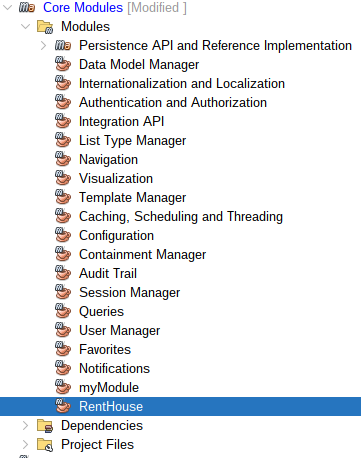 Core Modules [Modified ]
Modules
Persistence API and Reference Implementation
Data Model Manager
Internationalization and Localization
Authentication and Authorization
Integration API
List Type Manager
Navigation
Visualization
Template Manager
Caching, Scheduling and Threading
Configuration
Containment Manager
Audit Trail
Session Manager
Queries
User Manager
Favorites
Notifications
myModule
RentHouse
Dependencies
Project Files